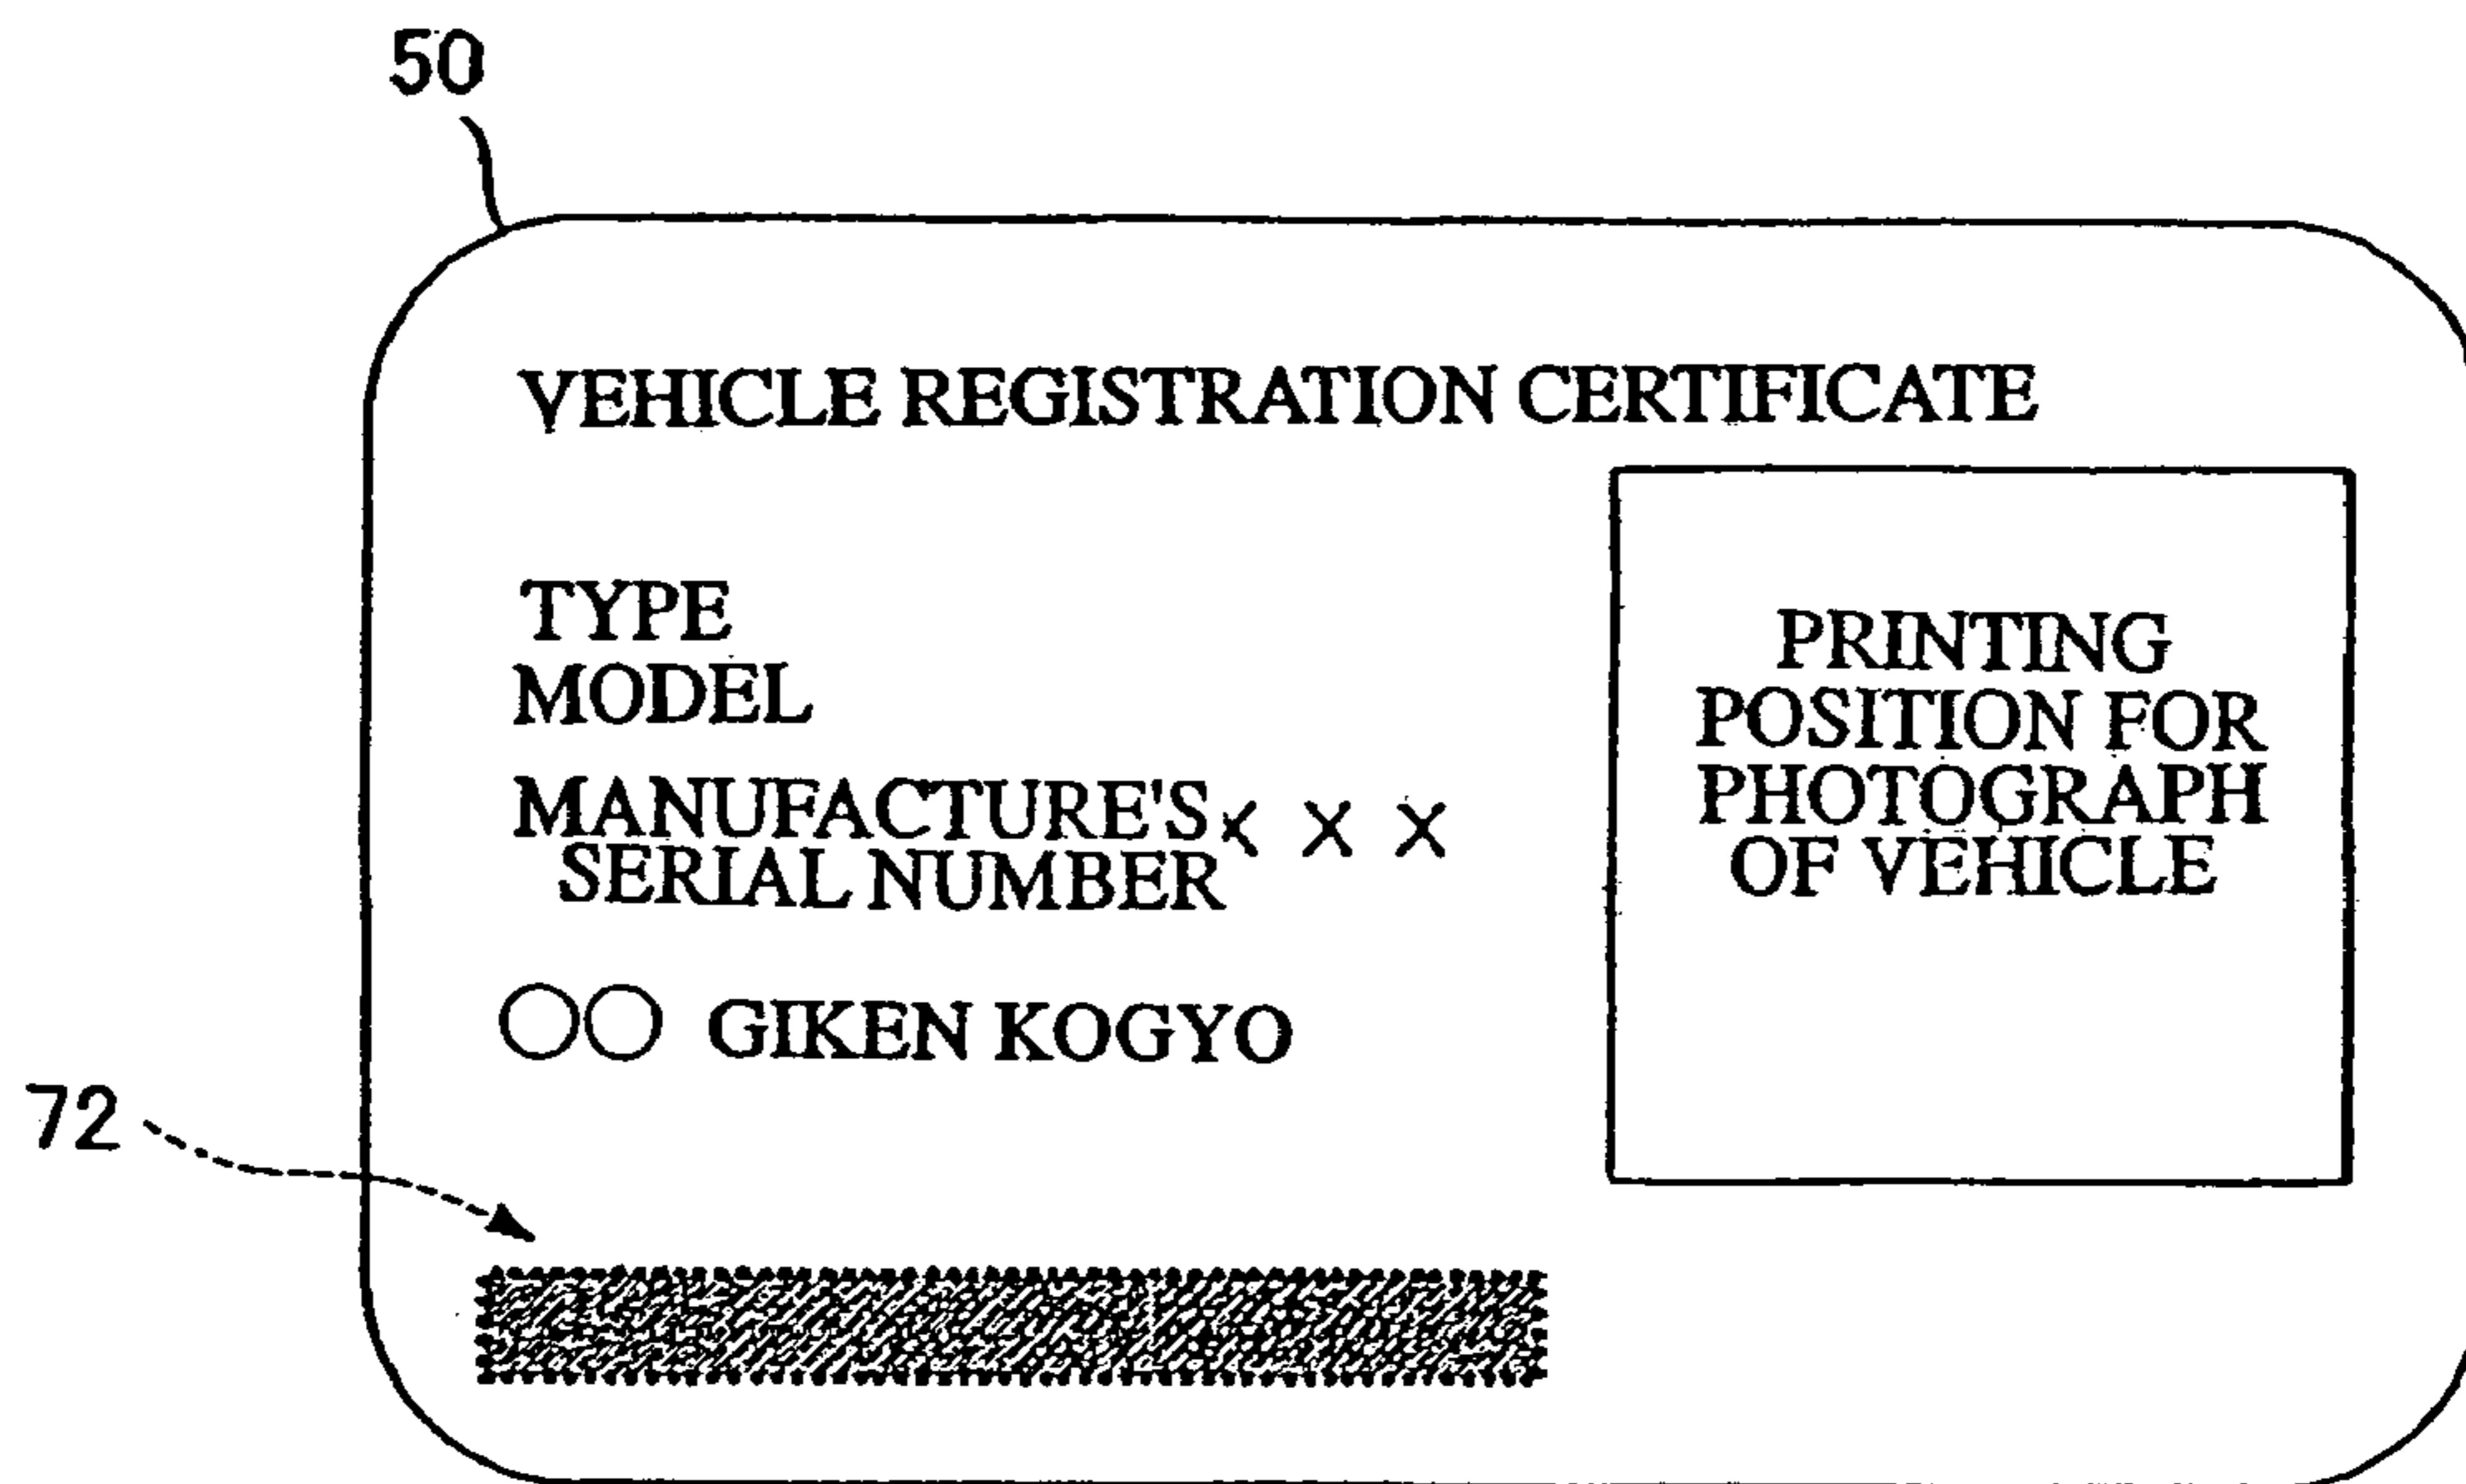 50
VEHICLE REGISTRATION CERTIFICATE
TYPE
MODEL
MANUFACTURE'S × × ×
SERIAL NUMBER
PRINTING
POSITION FOR
PHOTOGRAPH
OF VEHICLE
○○ GIKEN KOGYO
72